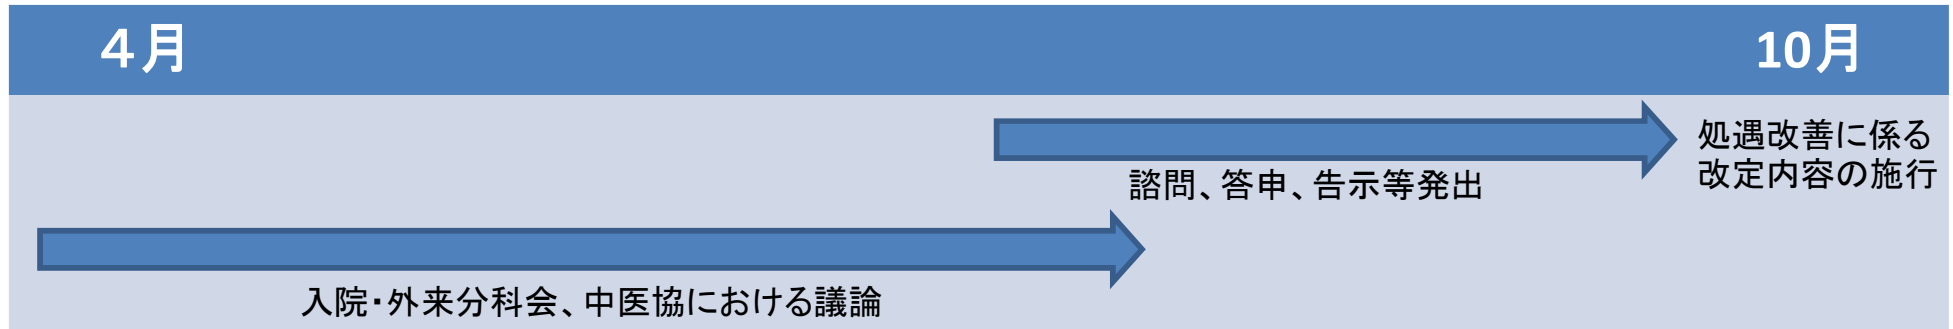 ４月
10月
処遇改善に係る
改定内容の施行
諮問、答申、告示等発出
入院・外来分科会、中医協における議論